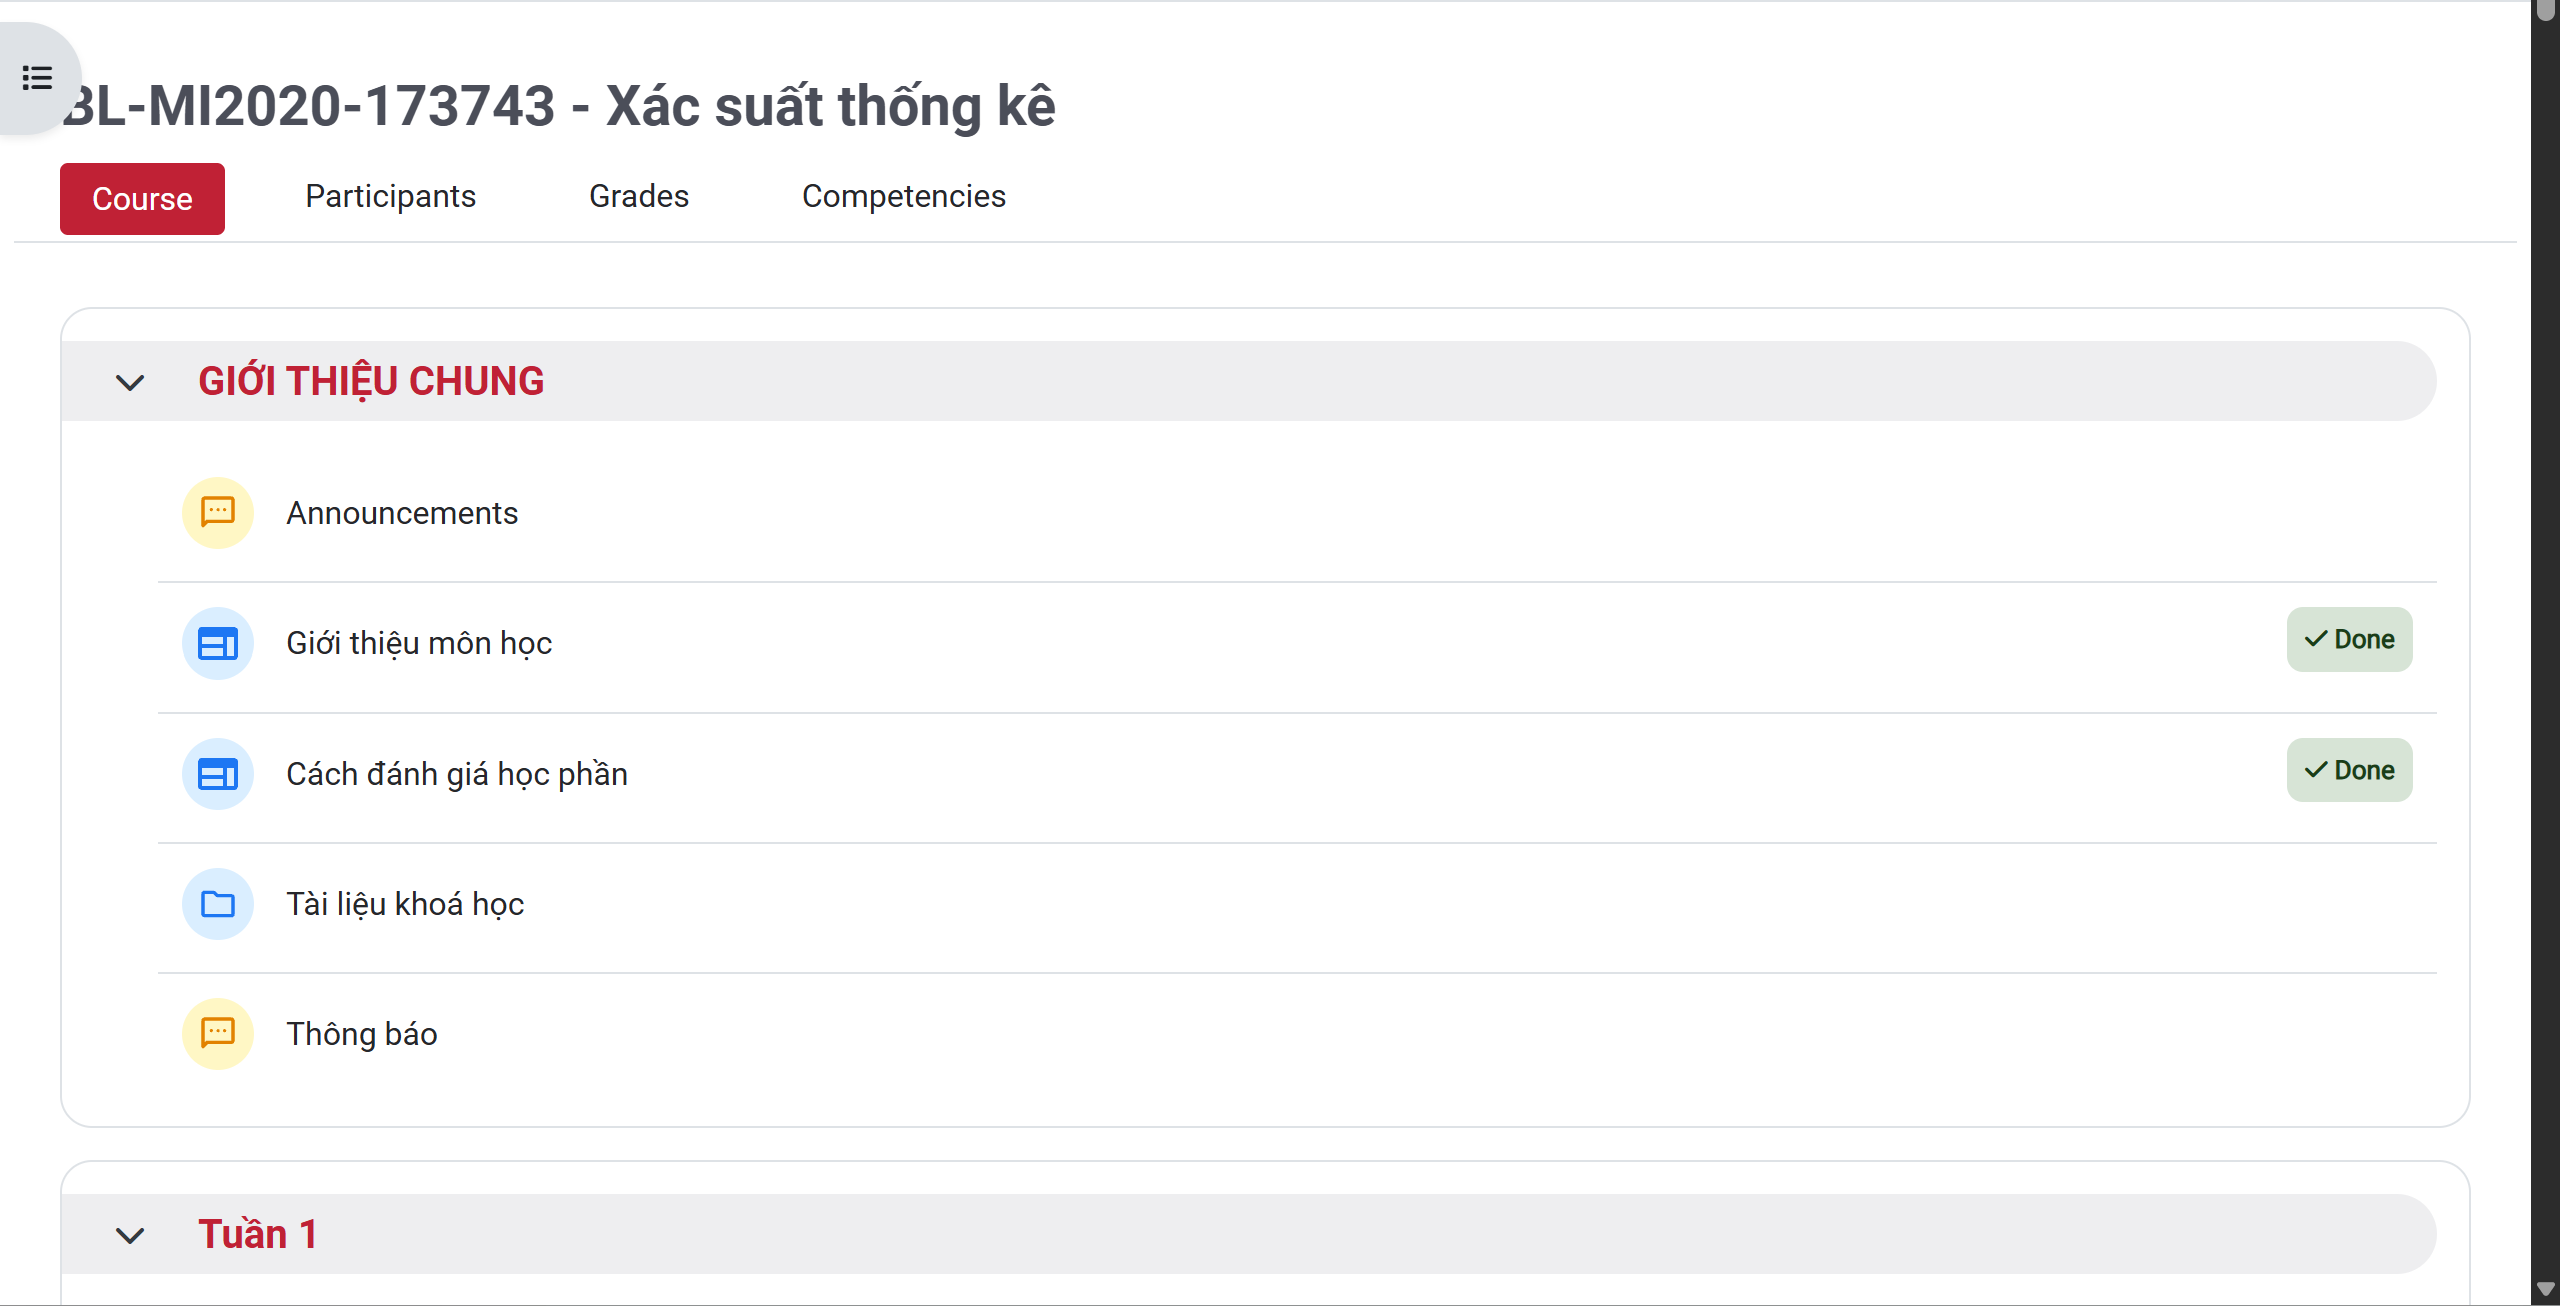 BL-MI2020-173743 - Xác suất thống kê
Course Participants Grades Competencies
GIỚI THIỆU CHUNG
Announcements
Giới thiệu môn học
Done
Cách đánh giá học phần
Done
Tài liệu khoá học
Thông báo
Tuần 1